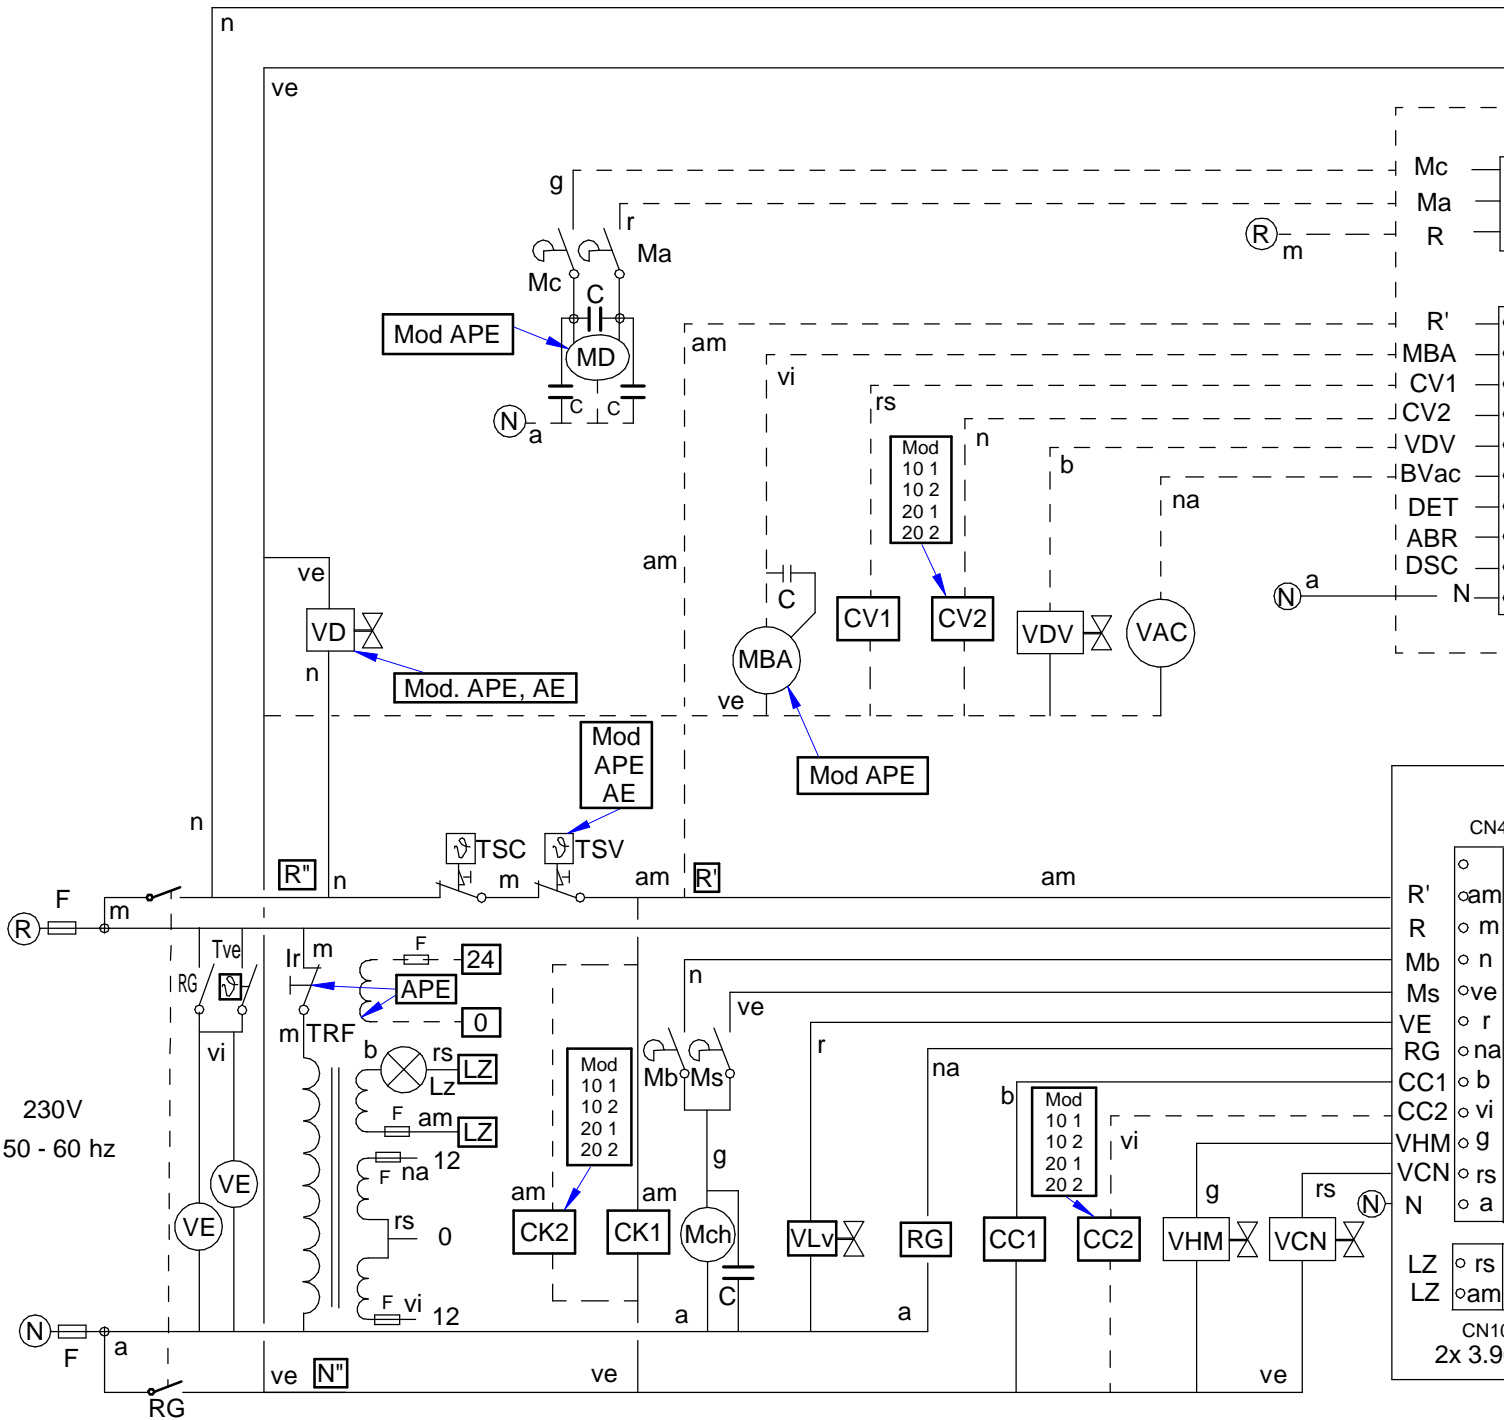 n
ve
Mc
g
Ma
r
R
m
R
Ma
Mc
C
Mod APE
MD
C
C
N
a
am
R'
vi
MBA
rs
CV1
n
CV2
b
VDV
BVac
na
DET
ABR
DSC
N
a
N
Mod
10 1
10 2
20 1
20 2
am
ve
C
VD
CV1
CV2
VDV
VAC
n
MBA
Mod. APE, AE
ve
Mod
APE
AE
Mod APE
n
TSC
TSV
CN4
R"
n
m
am
R'
am
F
m
R
R'
am
R
m
Mb
n
Ms
ve
VE
r
RG
na
CC1
b
CC2
vi
VHM
g
VCN
rs
N
N
a
LZ
rs
LZ
am
CN10
2x 3.9
Tve
RG
Ir
m
F
24
APE
0
n
ve
r
na
m
TRF
vi
b
rs
Lz
LZ
F
am
LZ
Mb
Ms
Mod
10 1
10 2
20 1
20 2
b
Mod
10 1
10 2
20 1
20 2
vi
230V
50 - 60 hz
F
na
12
g
VE
VE
rs
0
am
am
CK2
CK1
Mch
VLv
RG
CC1
CC2
g
VHM
rs
VCN
C
F
vi
12
N
F
a
a
a
ve
N"
ve
ve
RG